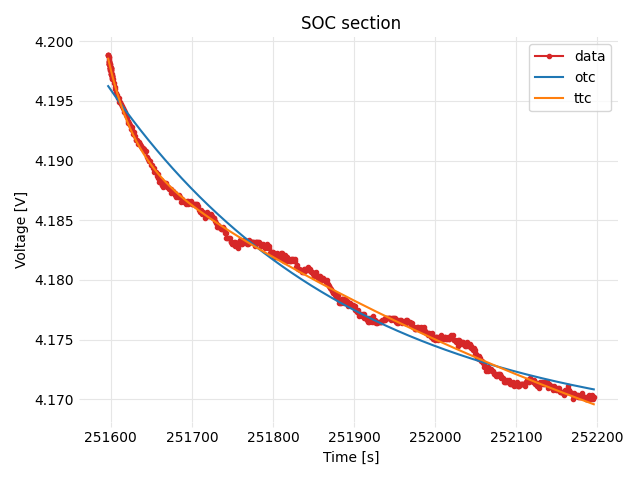 SOC section
4.200
4.195
4.190
4.185
4.180
4.175
4.170
Voltage [V]
data
otc
ttc
251600 251700 251800 251900 252000 252100 252200
Time [s]